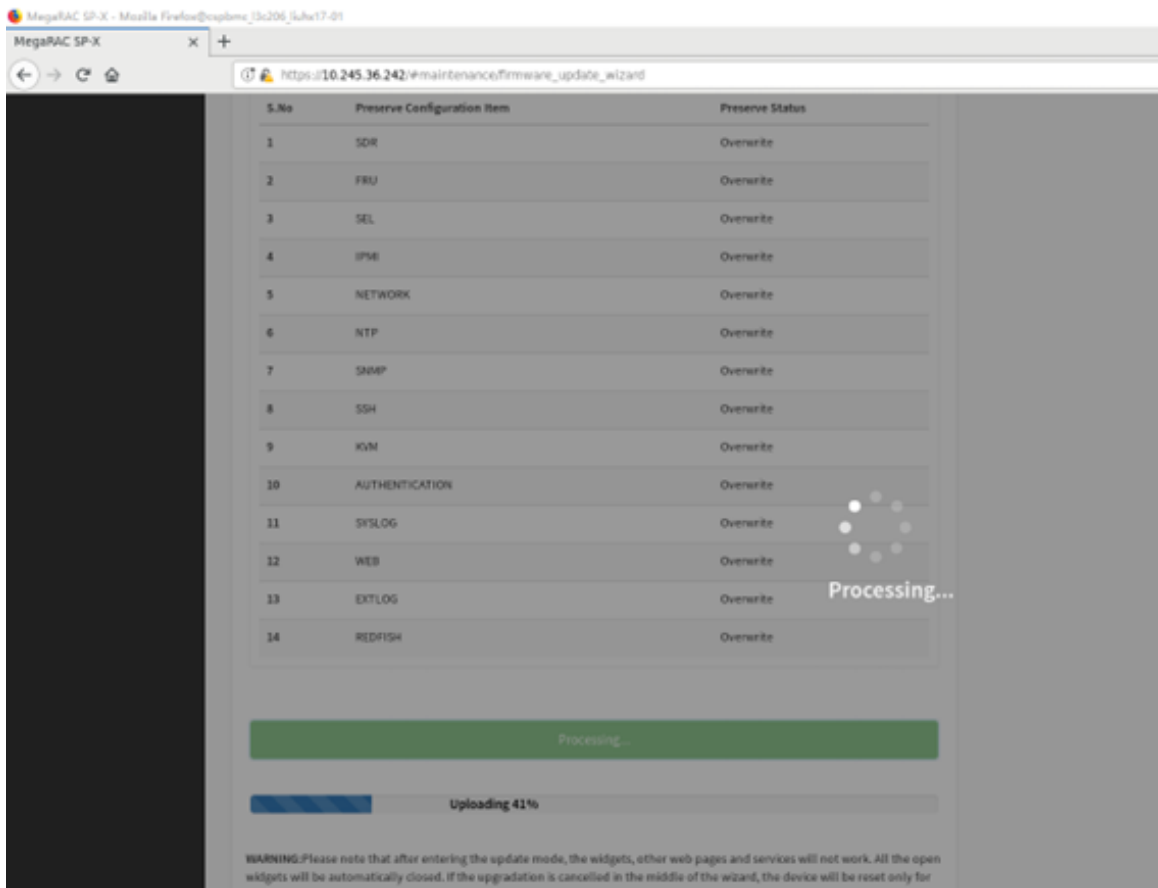 MegaRAC SP-X - Mozilla Firefox@cspbmc_l3c206_liuhx17-01
MegaRAC SP-X
https://10.245.36.242/#maintenance/firmware_update_wizard
S.No Preserve Configuration Item Preserve Status
1 SDR Overwrite
2 FRU Overwrite
3 SEL Overwrite
4 IPMI Overwrite
5 NETWORK Overwrite
6 NTP Overwrite
7 SNMP Overwrite
8 SSH Overwrite
9 KVM Overwrite
10 AUTHENTICATION Overwrite
11 SYSLOG Overwrite
12 WEB Overwrite
13 EXTLOG Overwrite
14 REDFISH Overwrite
Processing...
Processing...
Uploading 41%
WARNING:Please note that after entering the update mode, the widgets, other web pages and services will not work. All the open
widgets will be automatically closed. If the upgradation is cancelled in the middle of the wizard, the device will be reset only for